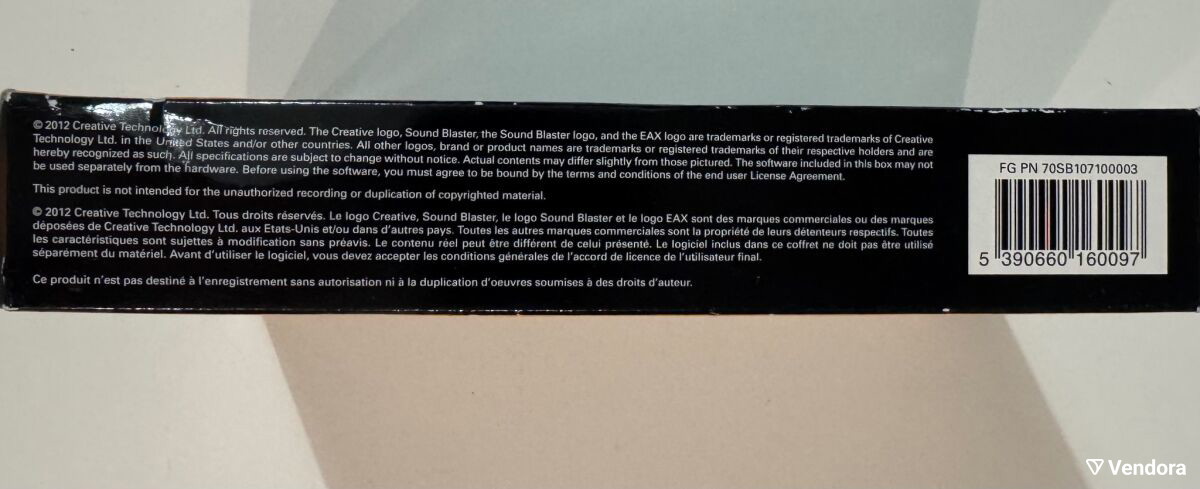 © 2012 Creative Technology Ltd. All rights reserved. The Creative logo, Sound Blaster, the Sound Blaster logo, and the EAX logo are trademarks or registered trademarks of Creative
Technology Ltd. in the United States and/or other countries. All other logos, brand or product names are trademarks or registered trademarks of their respective holders and are
hereby recognized as such. All specifications are subject to change without notice. Actual contents may differ slightly from those pictured. The software included in this box may not
be used separately from the hardware. Before using the software, you must agree to be bound by the terms and conditions of the end user License Agreement.
This product is not intended for the unauthorized recording or duplication of copyrighted material.
© 2012 Creative Technology Ltd. Tous droits réservés. Le logo Creative, Sound Blaster, le logo Sound Blaster et le logo EAX sont des marques commerciales ou des marques
déposées de Creative Technology Ltd. aux Etats-Unis et/ou dans d'autres pays. Toutes les autres marques commerciales sont la propriété de leurs détenteurs respectifs. Toutes
les caractéristiques sont sujettes à modification sans préavis. Le contenu réel peut être différent de celui présenté. Le logiciel inclus dans ce coffret ne doit pas être utilisé
séparément du matériel. Avant d'utiliser le logiciel, vous devez accepter les conditions générales de l'accord de licence de l'utilisateur final.
Ce produit n'est pas destiné à l'enregistrement sans autorisation ni à la duplication d'oeuvres soumises à des droits d'auteur.
FG PN 70SB107100003
5 390660 160097
Vendora